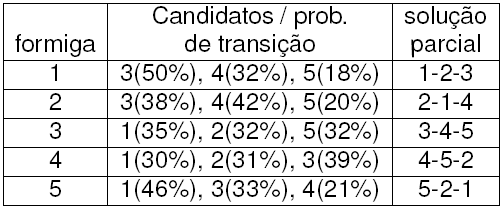 formiga Candidatos / prob. de transição solução parcial
1 3(50%), 4(32%), 5(18%) 1-2-3
2 3(38%), 4(42%), 5(20%) 2-1-4
3 1(35%), 2(32%), 5(32%) 3-4-5
4 1(30%), 2(31%), 3(39%) 4-5-2
5 1(46%), 3(33%), 4(21%) 5-2-1